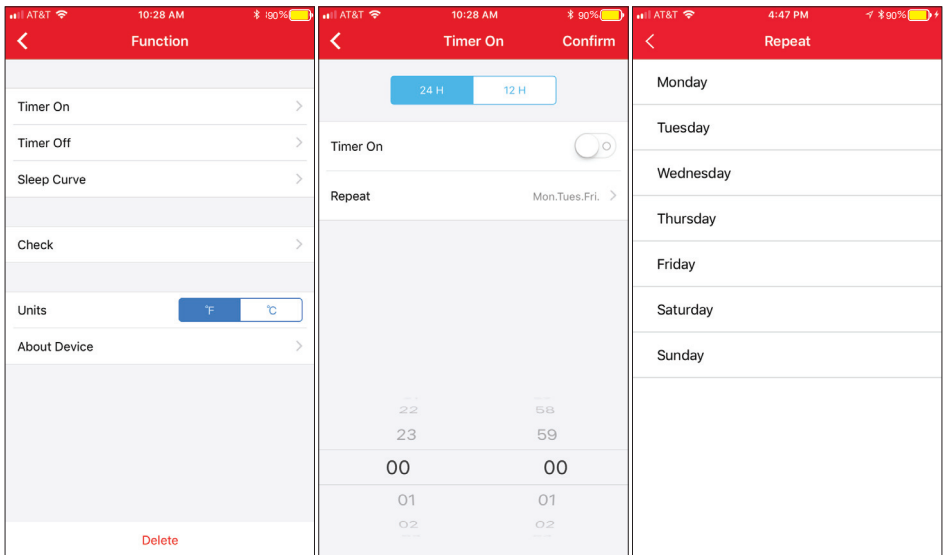 AT&T 10:28 AM 90%
Function
Timer On
Timer Off
Sleep Curve
Check
Units °F °C
About Device
Delete
AT&T 10:28 AM 90%
Timer On Confirm
24 H 12 H
Timer On
Repeat Mon.Tues.Fri.
22 58
23 59
00 00
01 01
02 02
AT&T 4:47 PM 90%
Repeat
Monday
Tuesday
Wednesday
Thursday
Friday
Saturday
Sunday